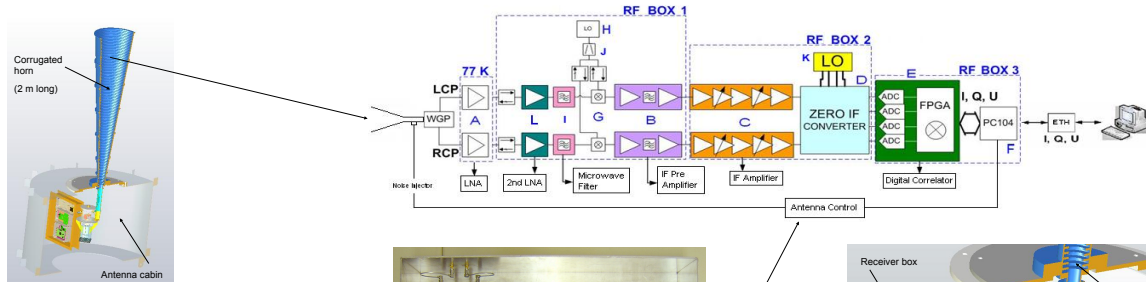 Corrugated
horn
(2 m long)
Antenna cabin
RF BOX 1
LO H
J
77 K
LCP
WGP
RCP
A
L
I
G
B
Noise Injector
LNA
2nd LNA
Microwave
Filter
IF Pre
Amplifier
RF BOX 2
K LO
C
D
ZERO IF
CONVERTER
IF Amplifier
E
RF BOX 3
ADC
ADC
ADC
ADC
FPGA
I, Q, U
PC104
F
ETH
I, Q, U
Digital Correlator
Antenna Control
Receiver box